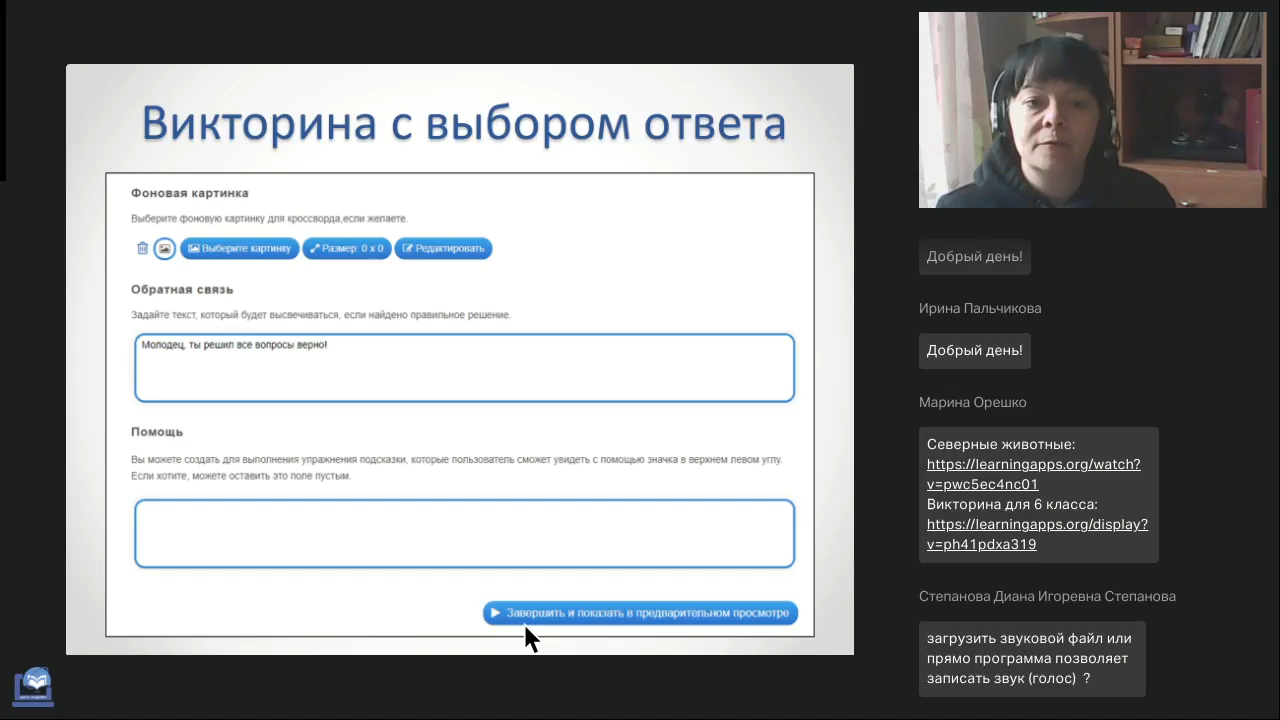 Викторина с выбором ответа
Фоновая картинка
Выберите фоновую картинку для кроссворда,если желаете.
Выберите картинку
Размер: 0 x 0
Редактировать
Обратная связь
Задайте текст, который будет высвечиваться, если найдено правильное решение.
Молодец, ты решил все вопросы верно!
Помощь
Вы можете создать для выполнения упражнения подсказки, которые пользователь сможет увидеть с помощью значка в верхнем левом углу.
Если хотите, можете оставить это поле пустым.
Завершить и показать в предварительном просмотре
Добрый день!
Ирина Пальчикова
Добрый день!
Марина Орешко
Северные животные:
https://learningapps.org/watch?
v=pwc5ec4nc01
Викторина для 6 класса:
https://learningapps.org/display?
v=ph41pdxa319
Степанова Диана Игоревна Степанова
загрузить звуковой файл или
прямо программа позволяет
записать звук (голос)  ?